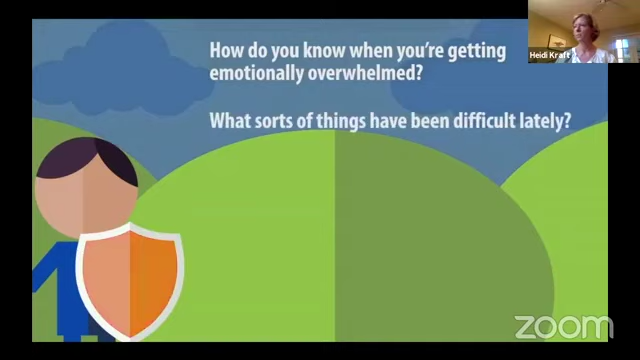 How do you know when you're getting
emotionally overwhelmed?
What sorts of things have been difficult lately?
Heidi Kraft
zoom